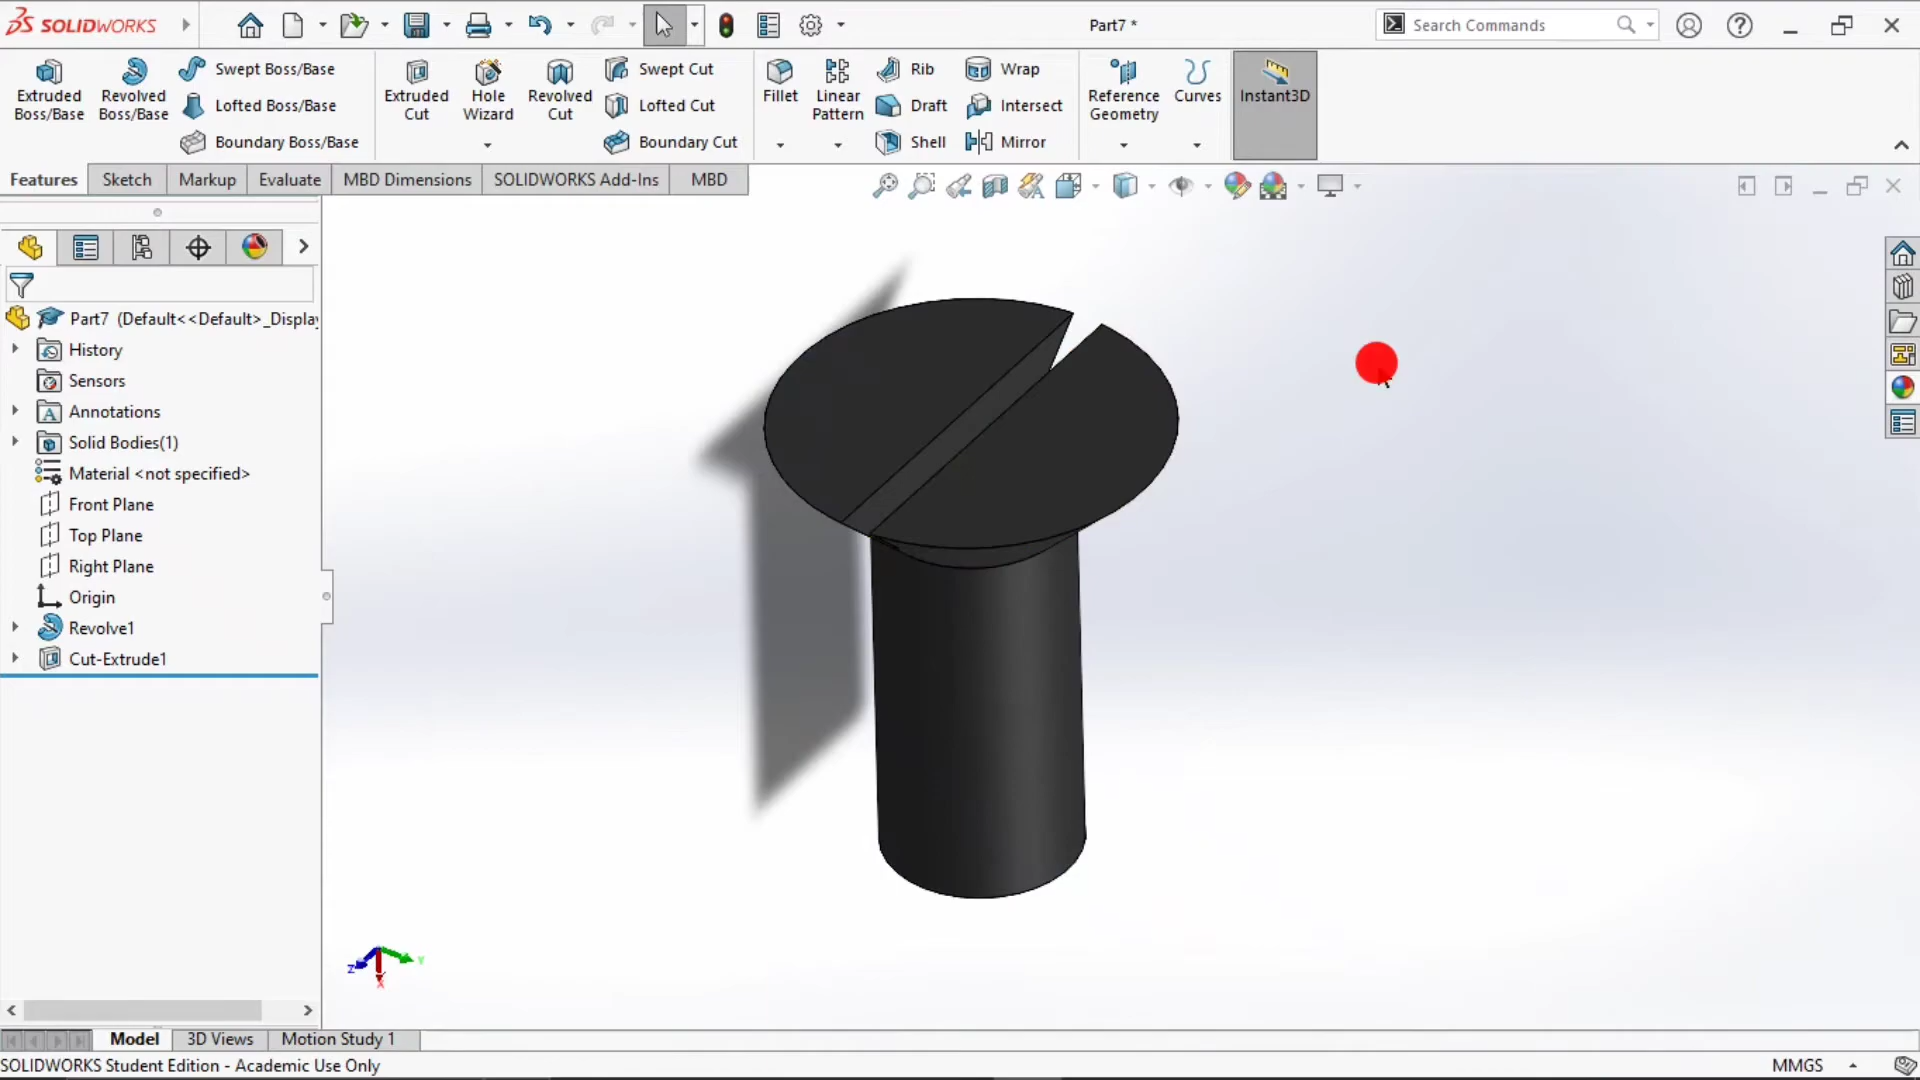 SOLIDWORKS
Part7 *
Search Commands
Extruded Boss/Base
Revolved Boss/Base
Swept Boss/Base
Lofted Boss/Base
Boundary Boss/Base
Extruded Cut
Hole Wizard
Revolved Cut
Swept Cut
Lofted Cut
Boundary Cut
Fillet
Linear Pattern
Rib
Draft
Shell
Wrap
Intersect
Mirror
Reference Geometry
Curves
Instant3D
Features
Sketch
Markup
Evaluate
MBD Dimensions
SOLIDWORKS Add-Ins
MBD
Part7 (Default<<Default>_Display
History
Sensors
Annotations
Solid Bodies(1)
Material <not specified>
Front Plane
Top Plane
Right Plane
Origin
Revolve1
Cut-Extrude1
Z
Y
X
Model
3D Views
Motion Study 1
SOLIDWORKS Student Edition - Academic Use Only
MMGS